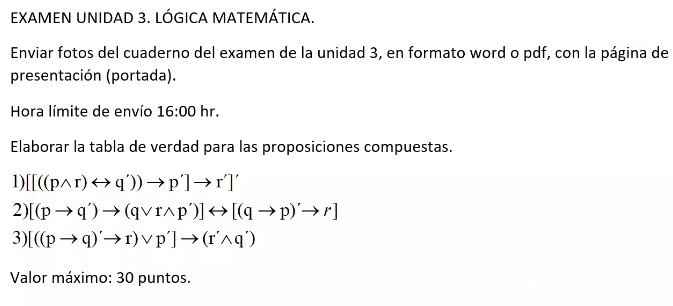 EXAMEN UNIDAD 3. LÓGICA MATEMÁTICA.
Enviar fotos del cuaderno del examen de la unidad 3, en formato word o pdf, con la página de
presentación (portada).
Hora límite de envío 16:00 hr.
Elaborar la tabla de verdad para las proposiciones compuestas.
1)[[((p∧r)↔q´))→p´]→r´]´
2)[(p→q´)→(q∨r∧p´)]↔[(q→p)´→r]
3)[((p→q)´→r)∨p´]→(r´∧q´)
Valor máximo: 30 puntos.